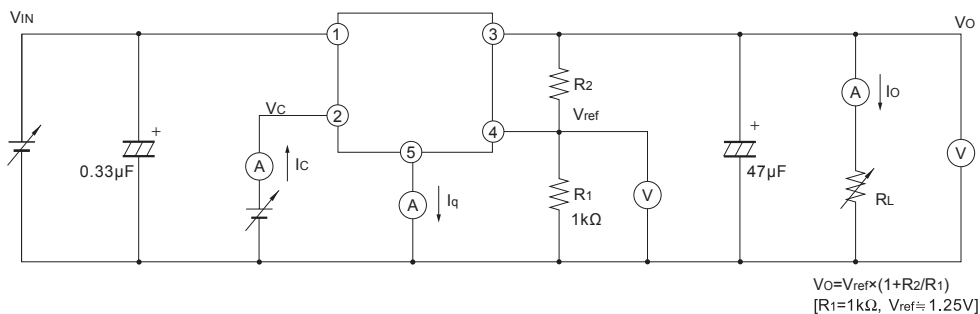 VIN
VO
1
3
R2
A
IO
VC
2
Vref
4
+
0.33μF
A
IC
5
A
Iq
R1
1kΩ
V
+
47μF
RL
V
VO=Vref×(1+R2/R1)
[R1=1kΩ, Vref≒1.25V]